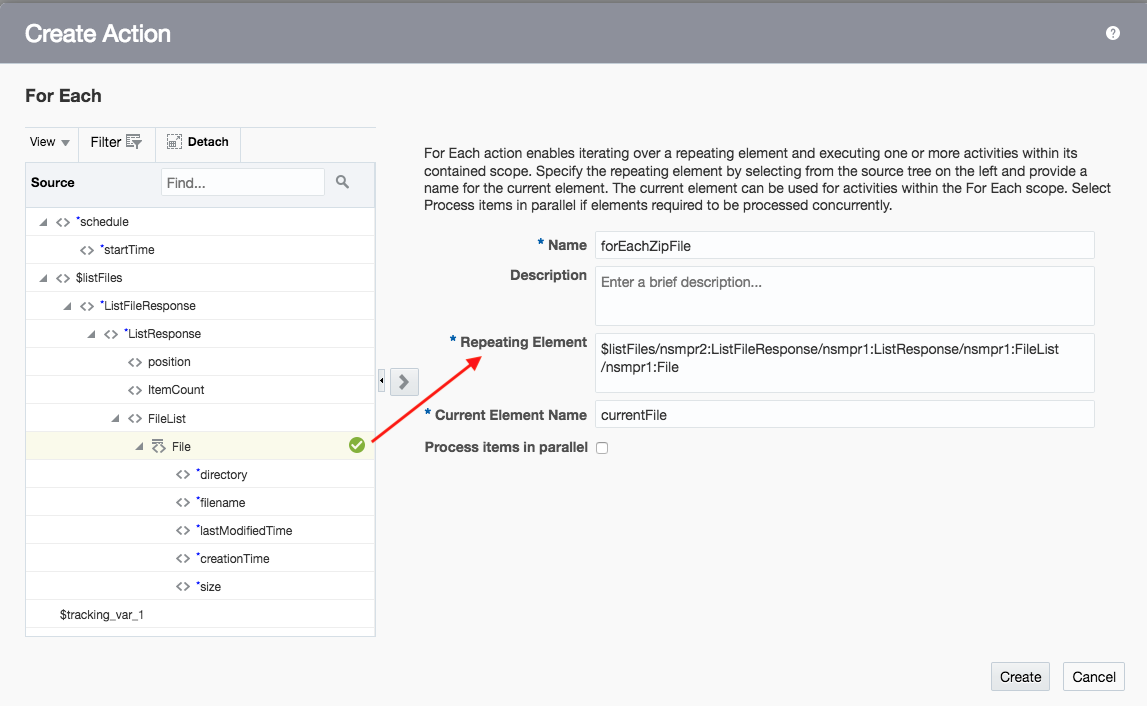 Create Action
?
For Each
View Filter Detach
Source Find...
*schedule
*startTime
$listFiles
*ListFileResponse
*ListResponse
position
ItemCount
FileList
File
*directory
*filename
*lastModifiedTime
*creationTime
*size
$tracking_var_1
For Each action enables iterating over a repeating element and executing one or more activities within its
contained scope. Specify the repeating element by selecting from the source tree on the left and provide a
name for the current element. The current element can be used for activities within the For Each scope. Select
Process items in parallel if elements required to be processed concurrently.
* Name forEachZipFile
Description Enter a brief description...
* Repeating Element $listFiles/nsmpr2:ListFileResponse/nsmpr1:ListResponse/nsmpr1:FileList
/nsmpr1:File
* Current Element Name currentFile
Process items in parallel
Create Cancel